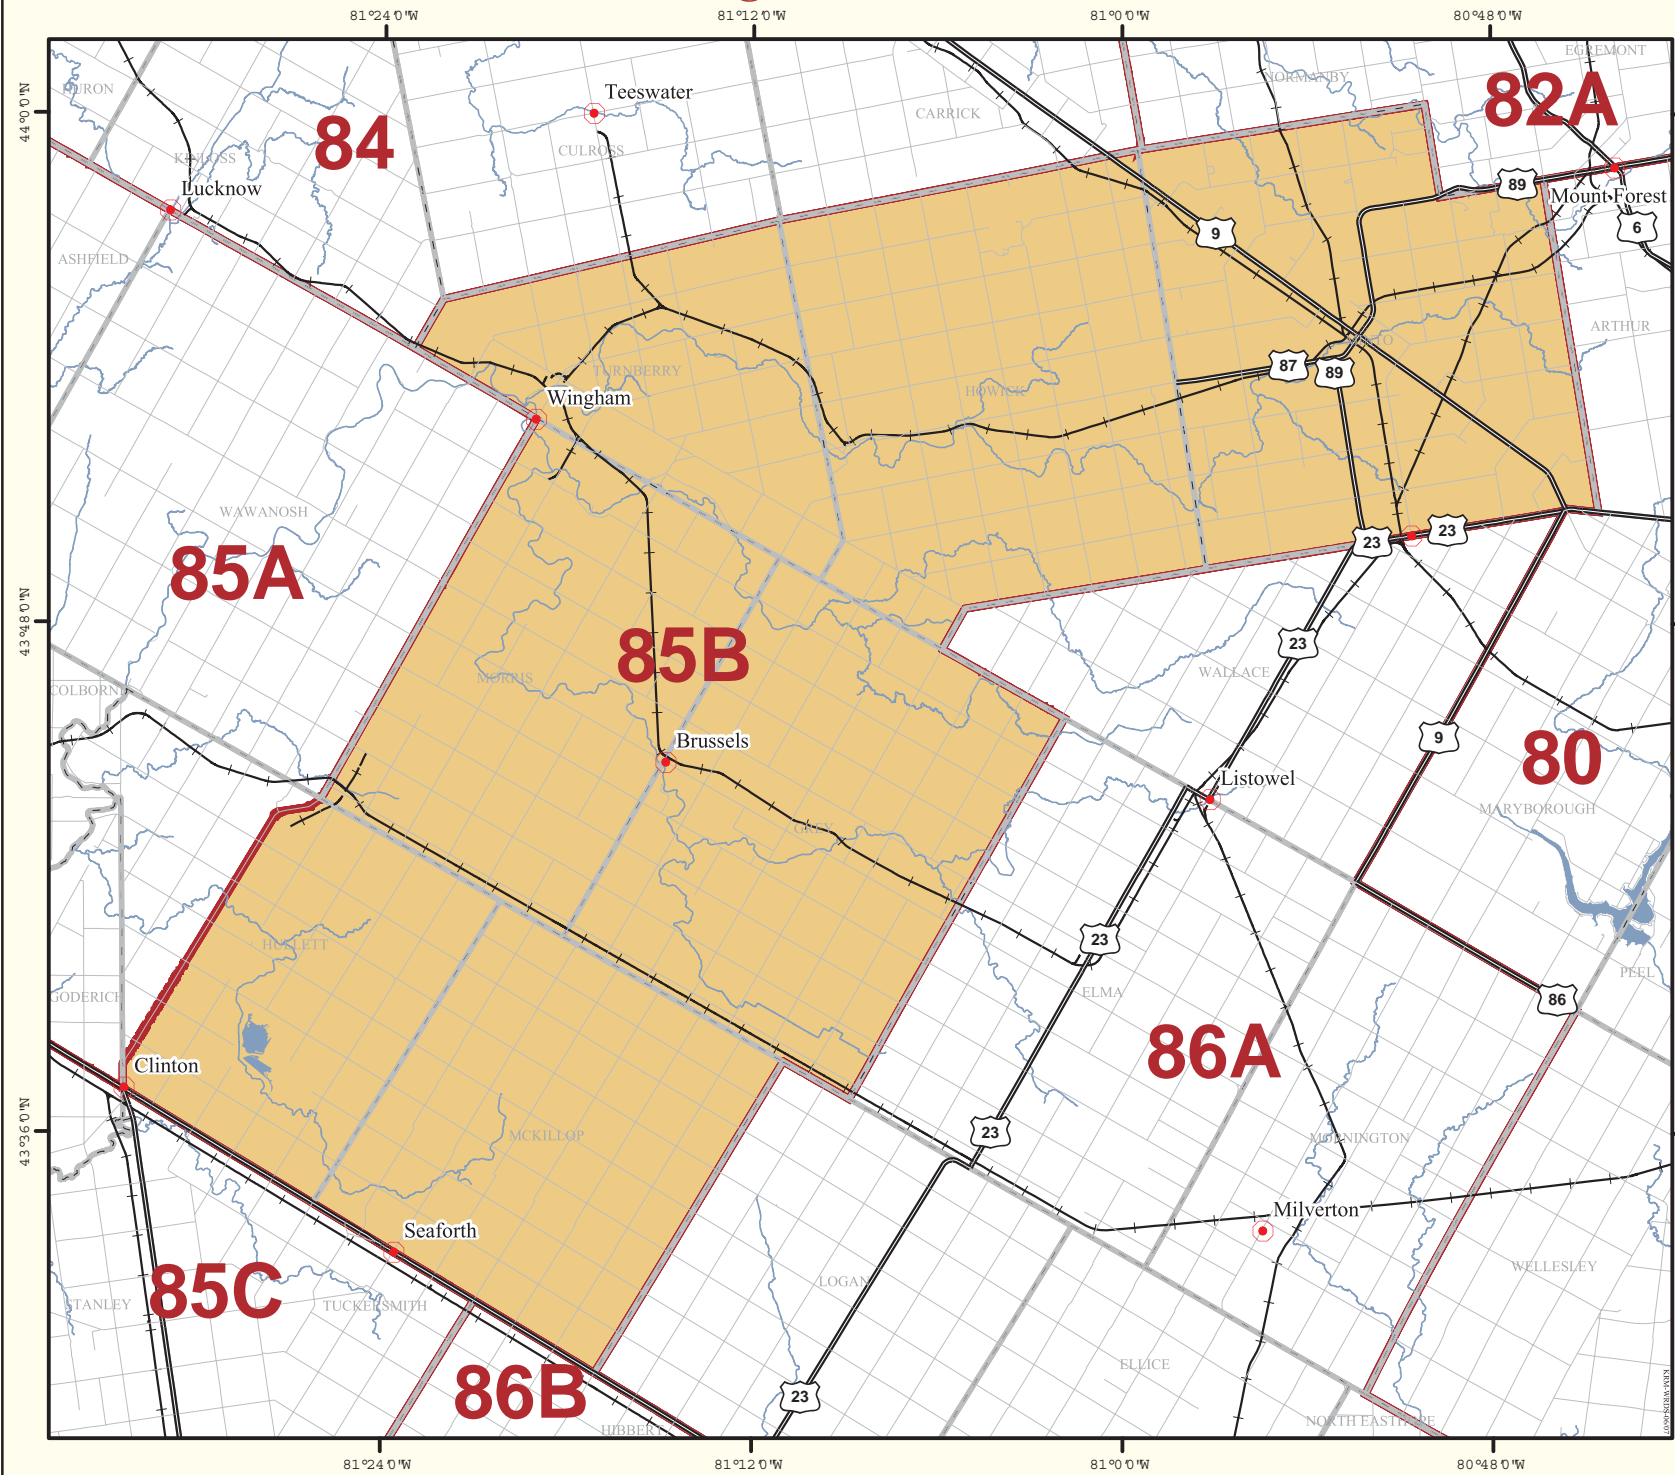 81°24'0"W
81°12'0"W
81°0'0"W
80°48'0"W
EGREMONT
HURON
NORMANBY
82A
Teeswater
CARRICK
44°0'0"N
84
CULROSS
KINLOSS
Lucknow
89
Mount Forest
6
9
ASHFIELD
ARTHUR
MINTO
87
89
TURNBERRY
HOWICK
Wingham
WAWANOSH
23
23
85A
43°48'0"N
23
85B
WALLACE
MORRIS
COLBORNE
Brussels
9
80
Listowel
MARYBOROUGH
GREY
23
HULLETT
PEEL
GODERICH
ELMA
86
86A
Clinton
23
43°36'0"N
MCKILLOP
MORNINGTON
Milverton
Seaforth
WELLESLEY
LOGAN
85C
STANLEY
TUCKERSMITH
ELLICE
86B
23
NORTH EASTHOPE
HIBBERT
KRM-WRIDS-0607
81°24'0"W
81°12'0"W
81°0'0"W
80°48'0"W